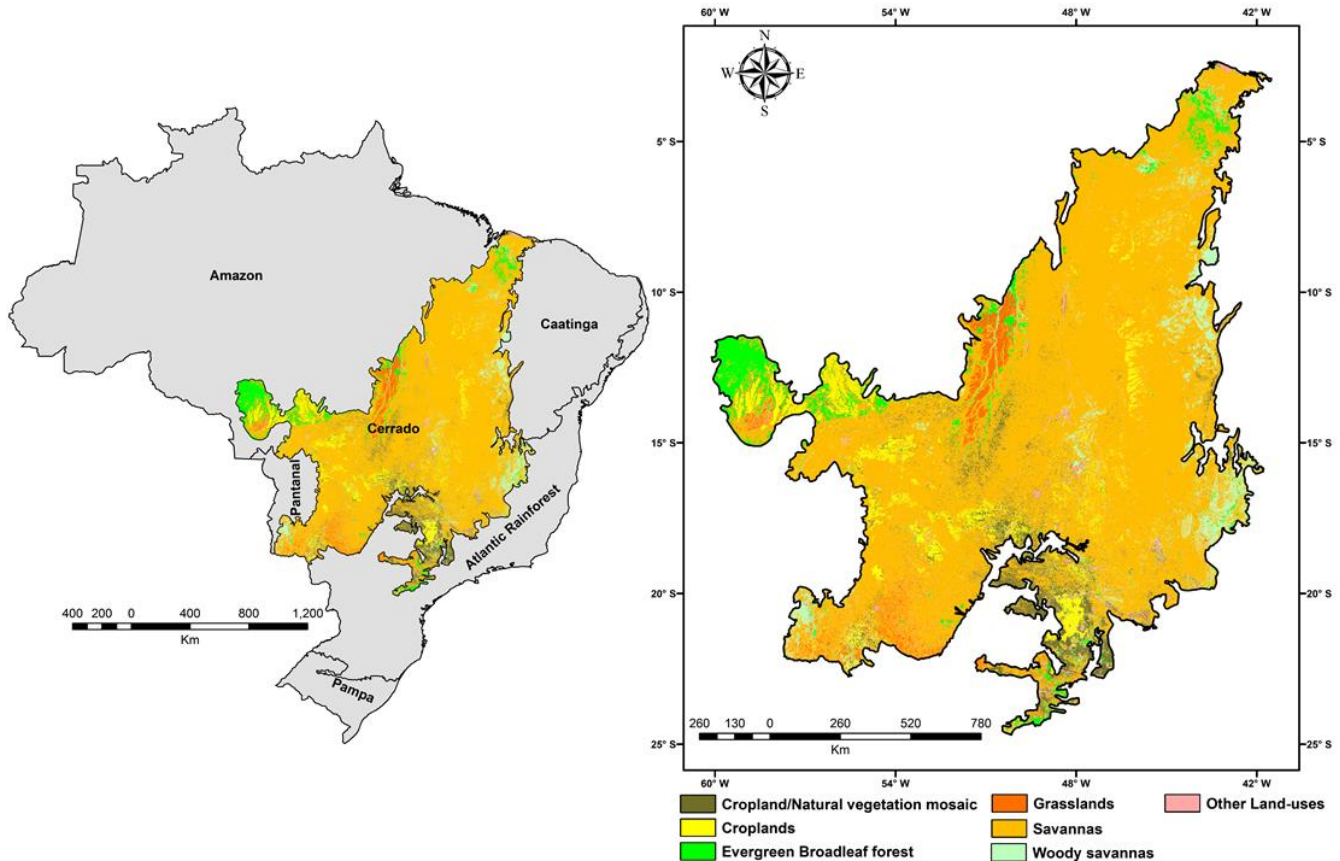 Amazon
Caatinga
Cerrado
Pantanal
Atlantic Rainforest
Pampa
400 200 0 400 800 1,200
Km
60° W 54° W 48° W 42° W
N
W E
S
5° S 5° S
10° S 10° S
15° S 15° S
20° S 20° S
25° S 25° S
260 130 0 260 520 780
Km
60° W 54° W 48° W 42° W
Cropland/Natural vegetation mosaic
Croplands
Evergreen Broadleaf forest
Grasslands
Savannas
Woody savannas
Other Land-uses